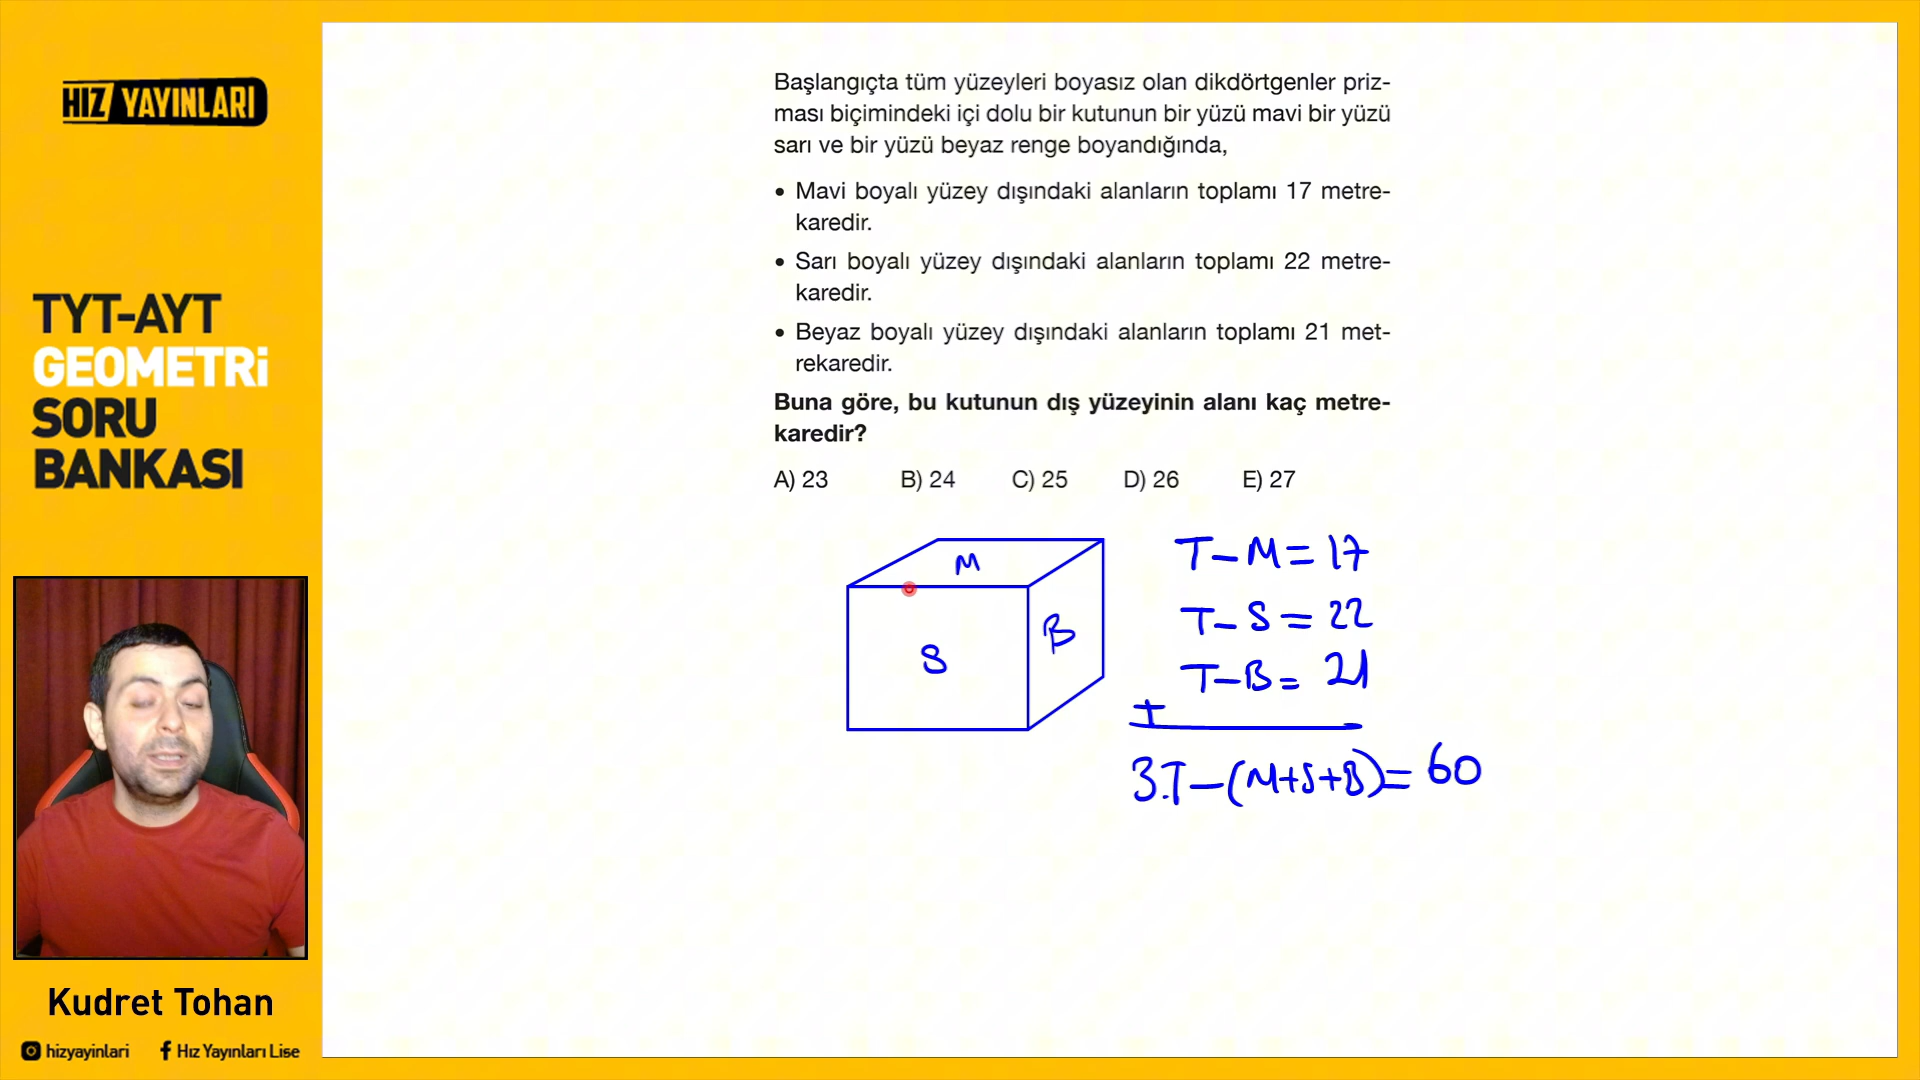 HIZ YAYINLARI
TYT-AYT
GEOMETRİ
SORU
BANKASI
Kudret Tohan
hizyayinlari
Hız Yayınları Lise
Başlangıçta tüm yüzeyleri boyasız olan dikdörtgenler priz-
ması biçimindeki içi dolu bir kutunun bir yüzü mavi bir yüzü
sarı ve bir yüzü beyaz renge boyandığında,
• Mavi boyalı yüzey dışındaki alanların toplamı 17 metre-
karedir.
• Sarı boyalı yüzey dışındaki alanların toplamı 22 metre-
karedir.
• Beyaz boyalı yüzey dışındaki alanların toplamı 21 met-
rekaredir.
Buna göre, bu kutunun dış yüzeyinin alanı kaç metre-
karedir?
A) 23 B) 24 C) 25 D) 26 E) 27
M
S
B
T-M=17
T-S=22
T-B=21
+
3.T-(M+S+B)=60